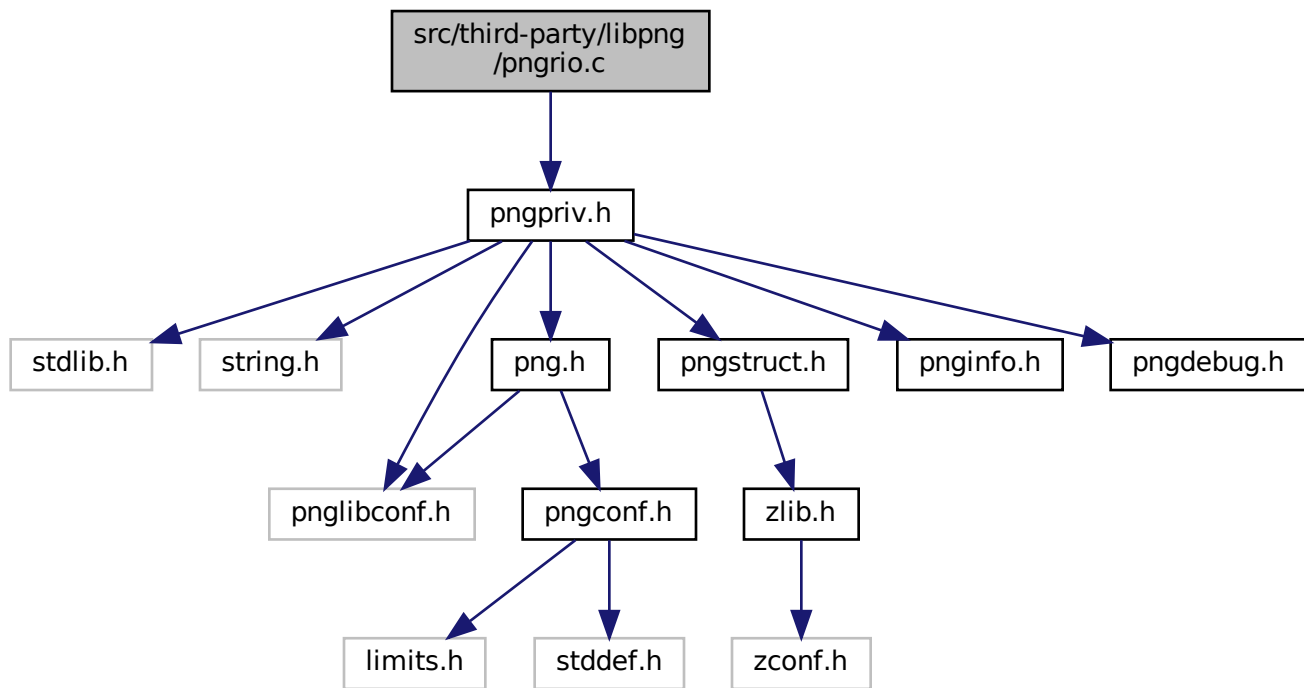 src/third-party/libpng
/pngrio.c
pngpriv.h
stdlib.h
string.h
png.h
pngstruct.h
pnginfo.h
pngdebug.h
pnglibconf.h
pngconf.h
zlib.h
limits.h
stddef.h
zconf.h